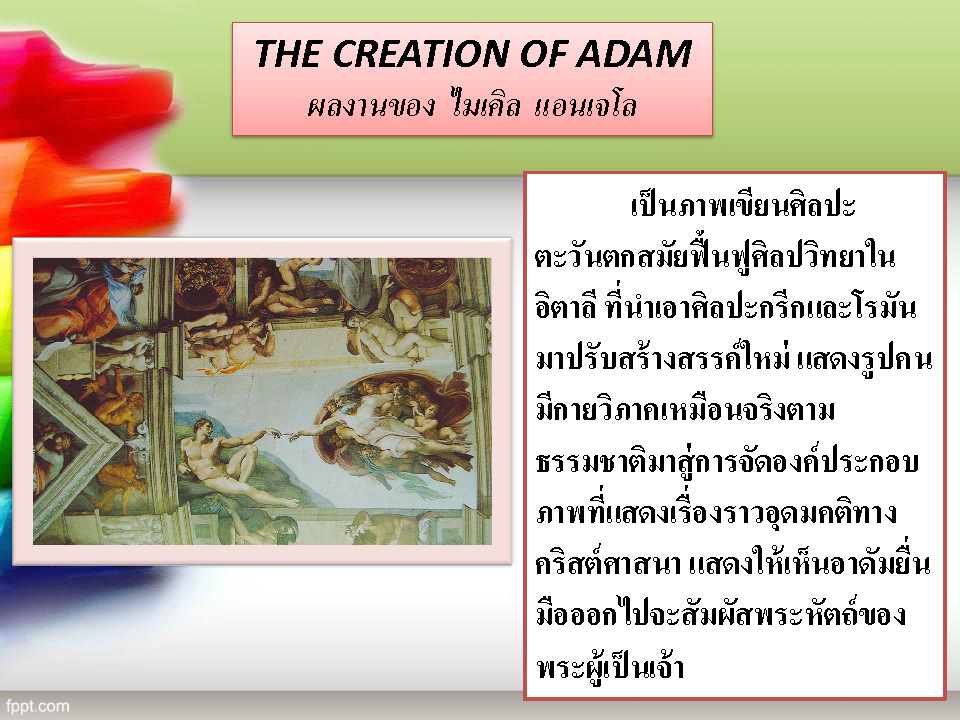 THE CREATION OF ADAM
ผลงานของ ไมเคิล แอนเจโล
เป็นภาพเขียนศิลปะ
ตะวันตกสมัยฟื้นฟูศิลปวิทยาใน
อิตาลี ที่นำเอาศิลปะกรีกและโรมัน
มาปรับสร้างสรรค์ใหม่ แสดงรูปคน
มีกายวิภาคเหมือนจริงตาม
ธรรมชาติมาสู่การจัดองค์ประกอบ
ภาพที่แสดงเรื่องราวอุดมคติทาง
คริสต์ศาสนา แสดงให้เห็นอาดัมยื่น
มือออกไปจะสัมผัสพระหัตถ์ของ
พระผู้เป็นเจ้า
fppt.com